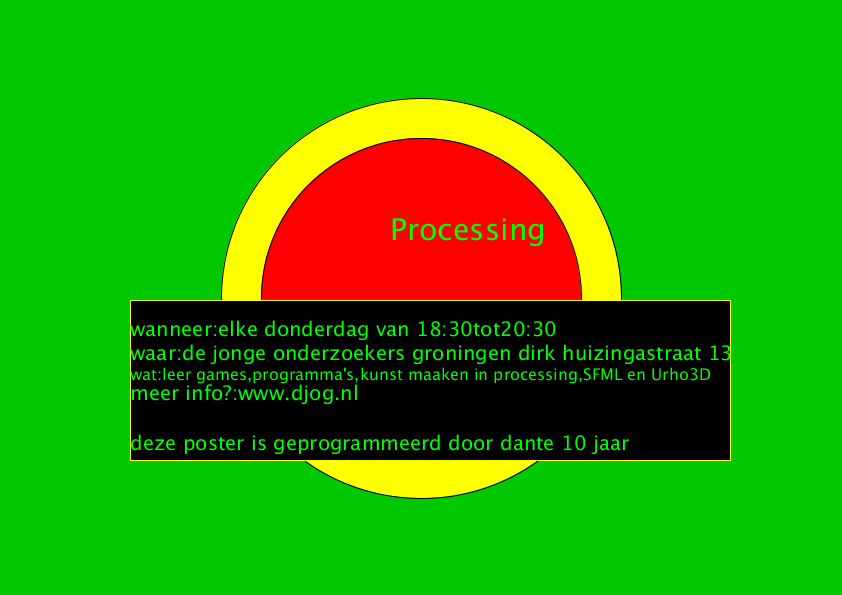 Processing
wanneer:elke donderdag van 18:30tot20:30
waar:de jonge onderzoekers groningen dirk huizingastraat 13
wat:leer games,programma's,kunst maaken in processing,SFML en Urho3D
meer info?:www.djog.nl
deze poster is geprogrammeerd door dante 10 jaar